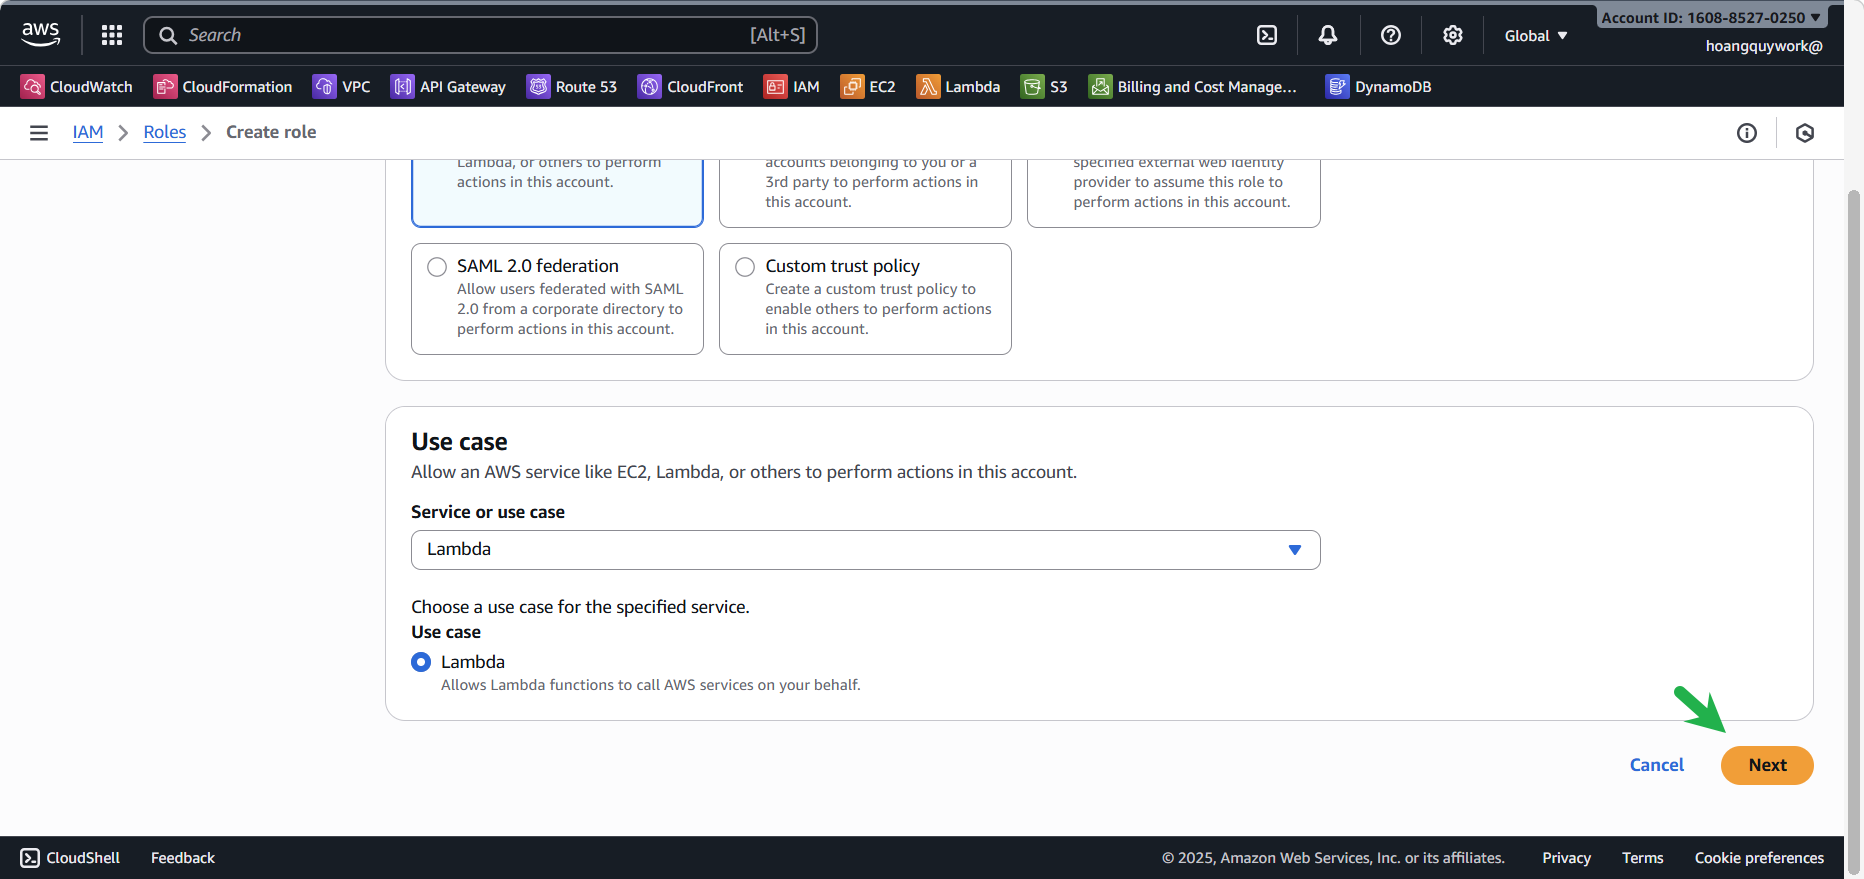 aws
Search
[Alt+S]
Global
Account ID: 1608-8527-0250
hoangquywork@
CloudWatch
CloudFormation
VPC
API Gateway
Route 53
CloudFront
IAM
EC2
Lambda
S3
Billing and Cost Manage...
DynamoDB
IAM
Roles
Create role
Lambda, or others to perform
actions in this account.
accounts belonging to you or a
3rd party to perform actions in
this account.
specified external web identity
provider to assume this role to
perform actions in this account.
SAML 2.0 federation
Allow users federated with SAML
2.0 from a corporate directory to
perform actions in this account.
Custom trust policy
Create a custom trust policy to
enable others to perform actions
in this account.
Use case
Allow an AWS service like EC2, Lambda, or others to perform actions in this account.
Service or use case
Lambda
Choose a use case for the specified service.
Use case
Lambda
Allows Lambda functions to call AWS services on your behalf.
Cancel
Next
CloudShell
Feedback
© 2025, Amazon Web Services, Inc. or its affiliates.
Privacy
Terms
Cookie preferences